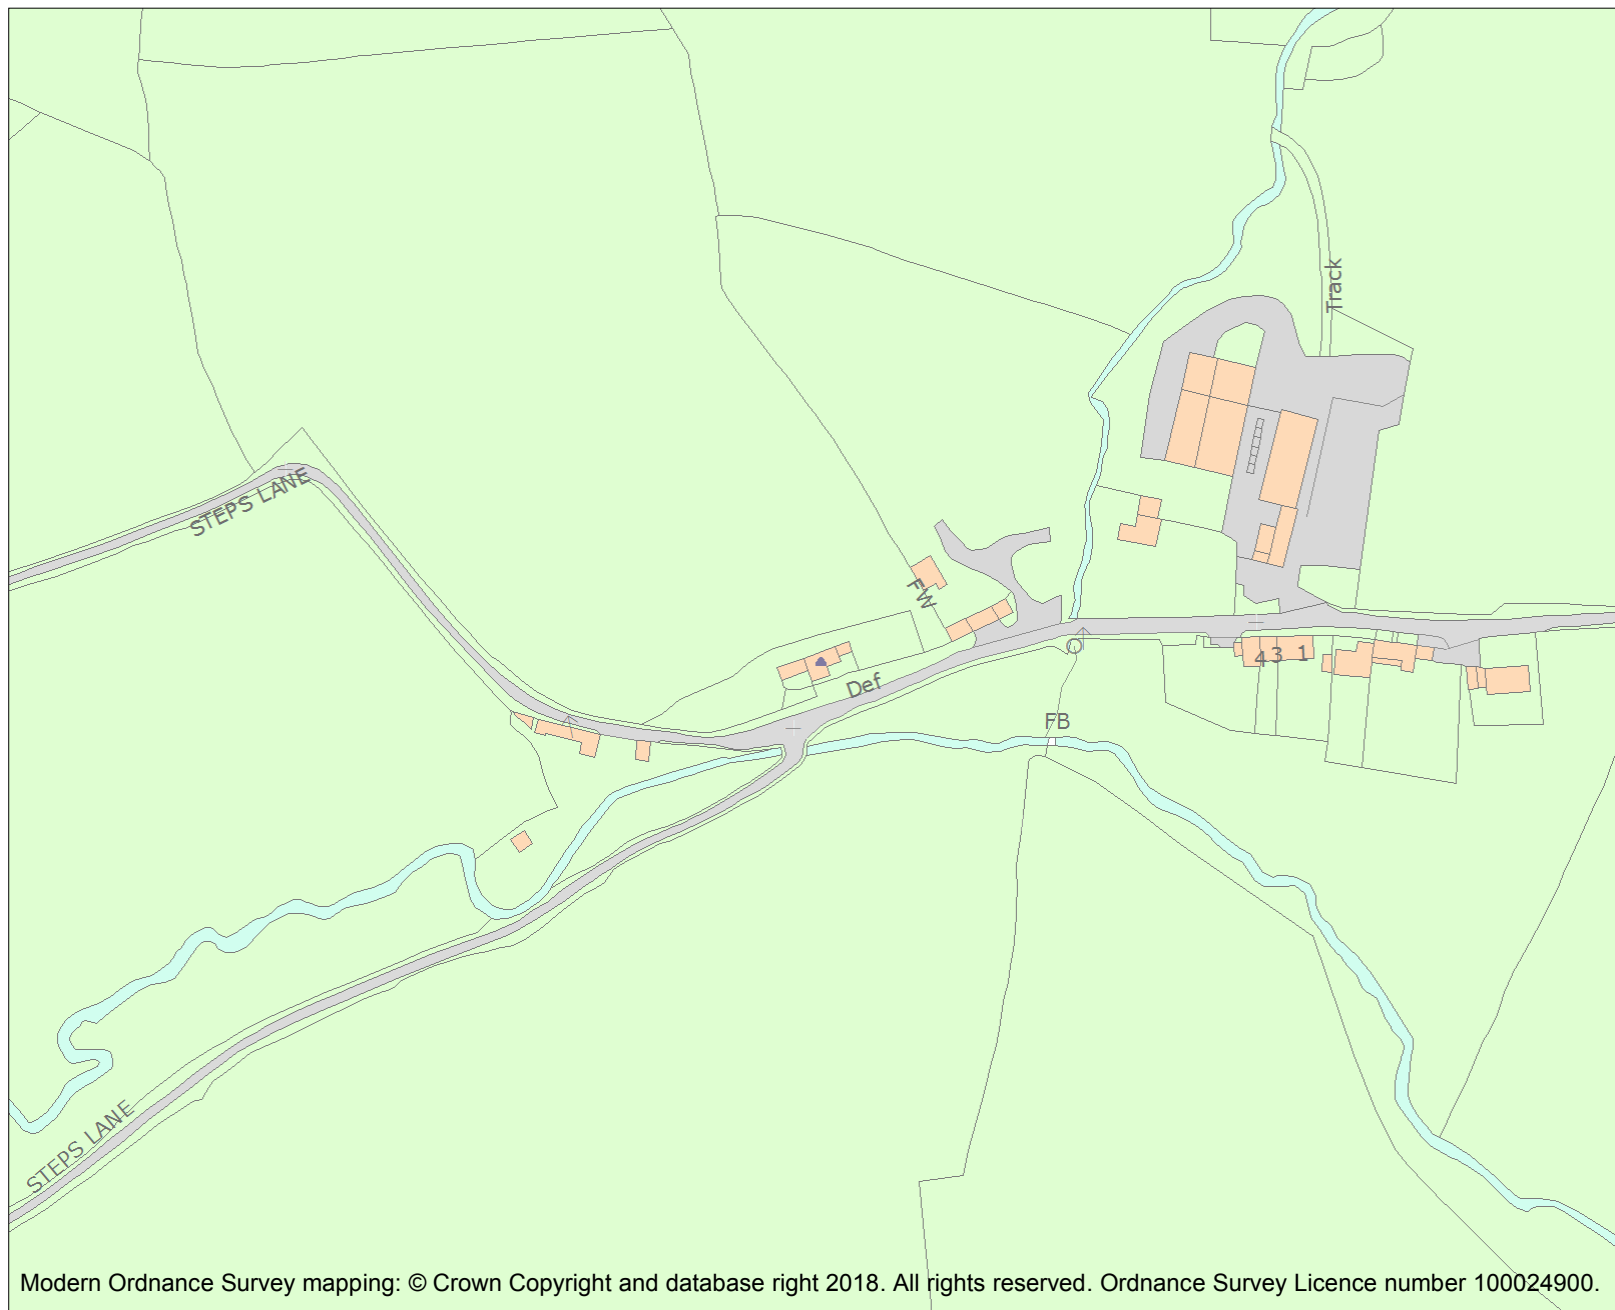 Track
STEPS LANE
FW
4 3 1
Def
FB
STEPS LANE
Modern Ordnance Survey mapping: © Crown Copyright and database right 2018. All rights reserved. Ordnance Survey Licence number 100024900.